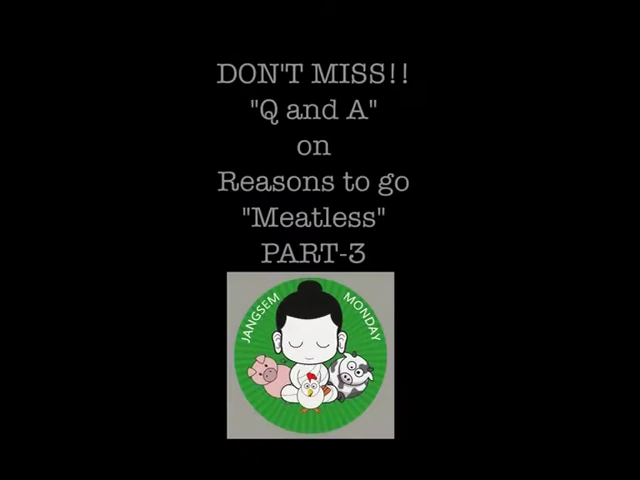 DON'T MISS!!
"Q and A"
on
Reasons to go
"Meatless"
PART-3
JANGSEM MONDAY